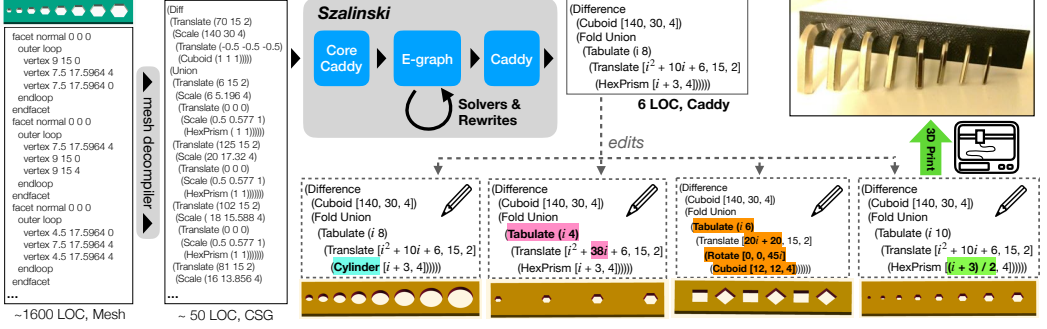 facet normal 0 0 0
outer loop
vertex 9 15 0
vertex 7.5 17.5964 4
vertex 7.5 17.5964 0
endloop
endfacet
facet normal 0 0 0
outer loop
vertex 7.5 17.5964 4
vertex 9 15 0
vertex 9 15 4
endloop
endfacet
facet normal 0 0 0
outer loop
vertex 4.5 17.5964 0
vertex 7.5 17.5964 4
vertex 4.5 17.5964 4
endloop
endfacet
...
~1600 LOC, Mesh
mesh decompiler
(Diff
(Translate (70 15 2)
(Scale (140 30 4)
(Translate (-0.5 -0.5 -0.5)
(Cuboid (1 1 1)))))
(Union
(Translate (6 15 2)
(Scale (6 5.196 4)
(Translate (0 0 0)
(Scale (0.5 0.577 1)
(HexPrism ( 1 1))))))
(Translate (125 15 2)
(Scale (20 17.32 4)
(Translate (0 0 0)
(Scale (0.5 0.577 1)
(HexPrism (1 1))))))
(Translate (102 15 2)
(Scale ( 18 15.588 4)
(Translate (0 0 0)
(Scale (0.5 0.577 1)
(HexPrism (1 1))))))
(Translate (81 15 2)
(Scale (16 13.856 4)
...
~ 50 LOC, CSG
Szalinski
Core
Caddy
E-graph
Caddy
Solvers &
Rewrites
(Difference
(Cuboid [140, 30, 4])
(Fold Union
(Tabulate (i 8)
(Translate [i² + 10i + 6, 15, 2]
(HexPrism [i + 3, 4])))))
6 LOC, Caddy
edits
3D Print
(Difference
(Cuboid [140, 30, 4])
(Fold Union
(Tabulate (i 8)
(Translate [i² + 10i + 6, 15, 2]
(Cylinder [i + 3, 4])))))
(Difference
(Cuboid [140, 30, 4])
(Fold Union
(Tabulate (i 4)
(Translate [i² + 38i + 6, 15, 2]
(HexPrism [i + 3, 4])))))
(Difference
(Cuboid [140, 30, 4])
(Fold Union
(Tabulate (i 6)
(Translate [20i + 20, 15, 2]
(Rotate [0, 0, 45i]
(Cuboid [12, 12, 4]))))))
(Difference
(Cuboid [140, 30, 4])
(Fold Union
(Tabulate (i 10)
(Translate [i² + 10i + 6, 15, 2]
(HexPrism [(i + 3) / 2, 4])))))